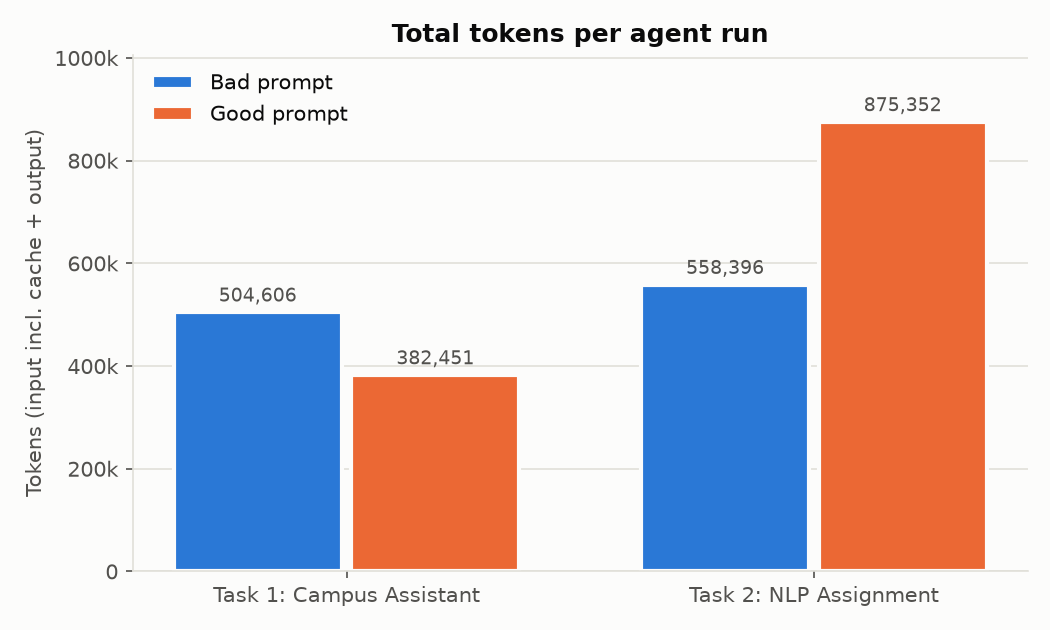 Total tokens per agent run
Tokens (input incl. cache + output)
1000k
800k
600k
400k
200k
0
Bad prompt
Good prompt
504,606
382,451
558,396
875,352
Task 1: Campus Assistant
Task 2: NLP Assignment